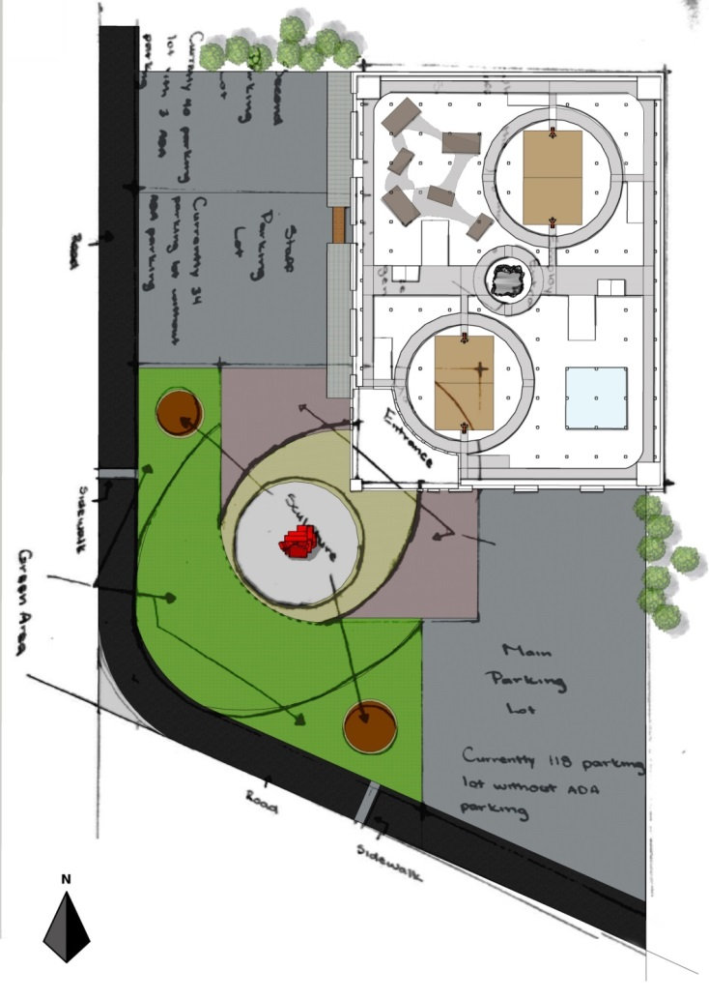 Second
Parking
Lot
Currently 40 parking
lot with 2 ADA
parking
Staff
Parking
Lot
Currently 34
parking lot without
ADA parking
Road
Entrance
Sculpture
Sidewalk
Green Area
Main
Parking
Lot
Currently 118 parking
lot without ADA
parking
Road
Sidewalk
N